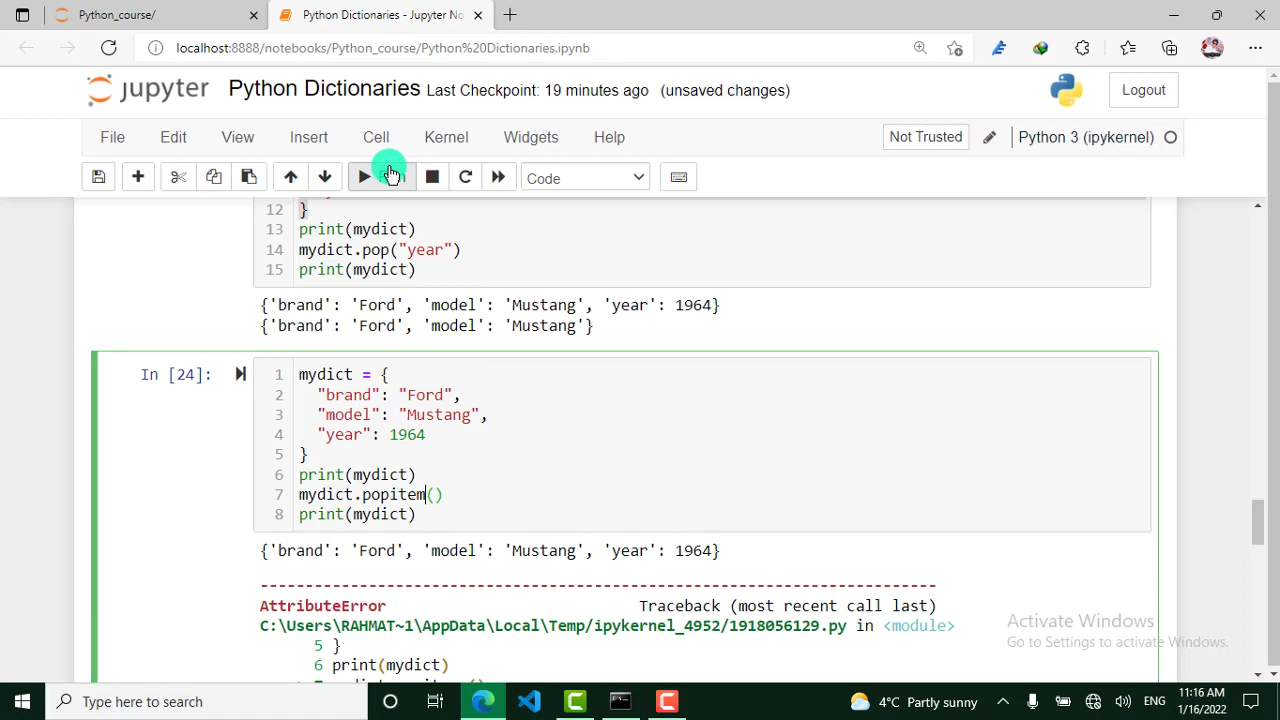 Python_course/
Python Dictionaries - Jupyter No
localhost:8888/notebooks/Python_course/Python%20Dictionaries.ipynb
jupyter Python Dictionaries Last Checkpoint: 19 minutes ago (unsaved changes)
Logout
File Edit View Insert Cell Kernel Widgets Help
Not Trusted
Python 3 (ipykernel)
Code
12 }
13 print(mydict)
14 mydict.pop("year")
15 print(mydict)
{'brand': 'Ford', 'model': 'Mustang', 'year': 1964}
{'brand': 'Ford', 'model': 'Mustang'}
In [24]:
1 mydict = {
2 "brand": "Ford",
3 "model": "Mustang",
4 "year": 1964
5 }
6 print(mydict)
7 mydict.popitem()
8 print(mydict)
{'brand': 'Ford', 'model': 'Mustang', 'year': 1964}
---------------------------------------------------------------------------
AttributeError Traceback (most recent call last)
C:\Users\RAHMAT~1\AppData\Local\Temp/ipykernel_4952/1918056129.py in <module>
5 }
6 print(mydict)
Activate Windows
Go to Settings to activate Windows.
Type here to search
4°C Partly sunny
ENG
11:16 AM
1/16/2022